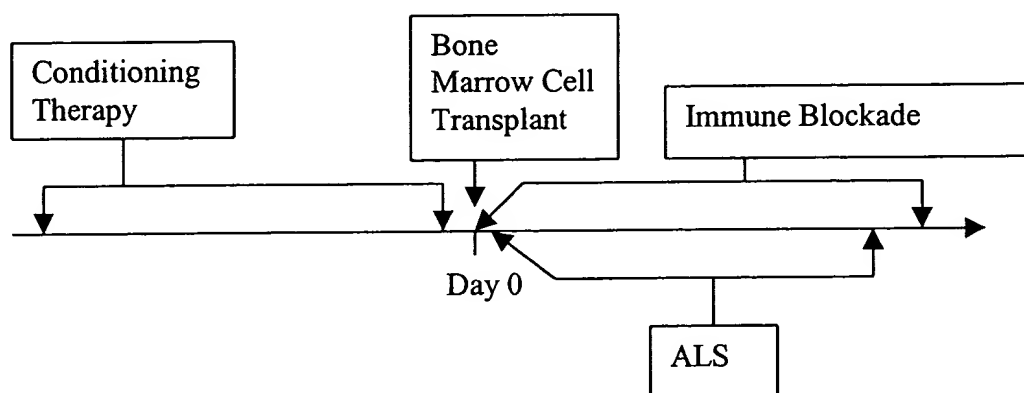 Conditioning
Therapy
Bone
Marrow Cell
Transplant
Immune Blockade
Day 0
ALS